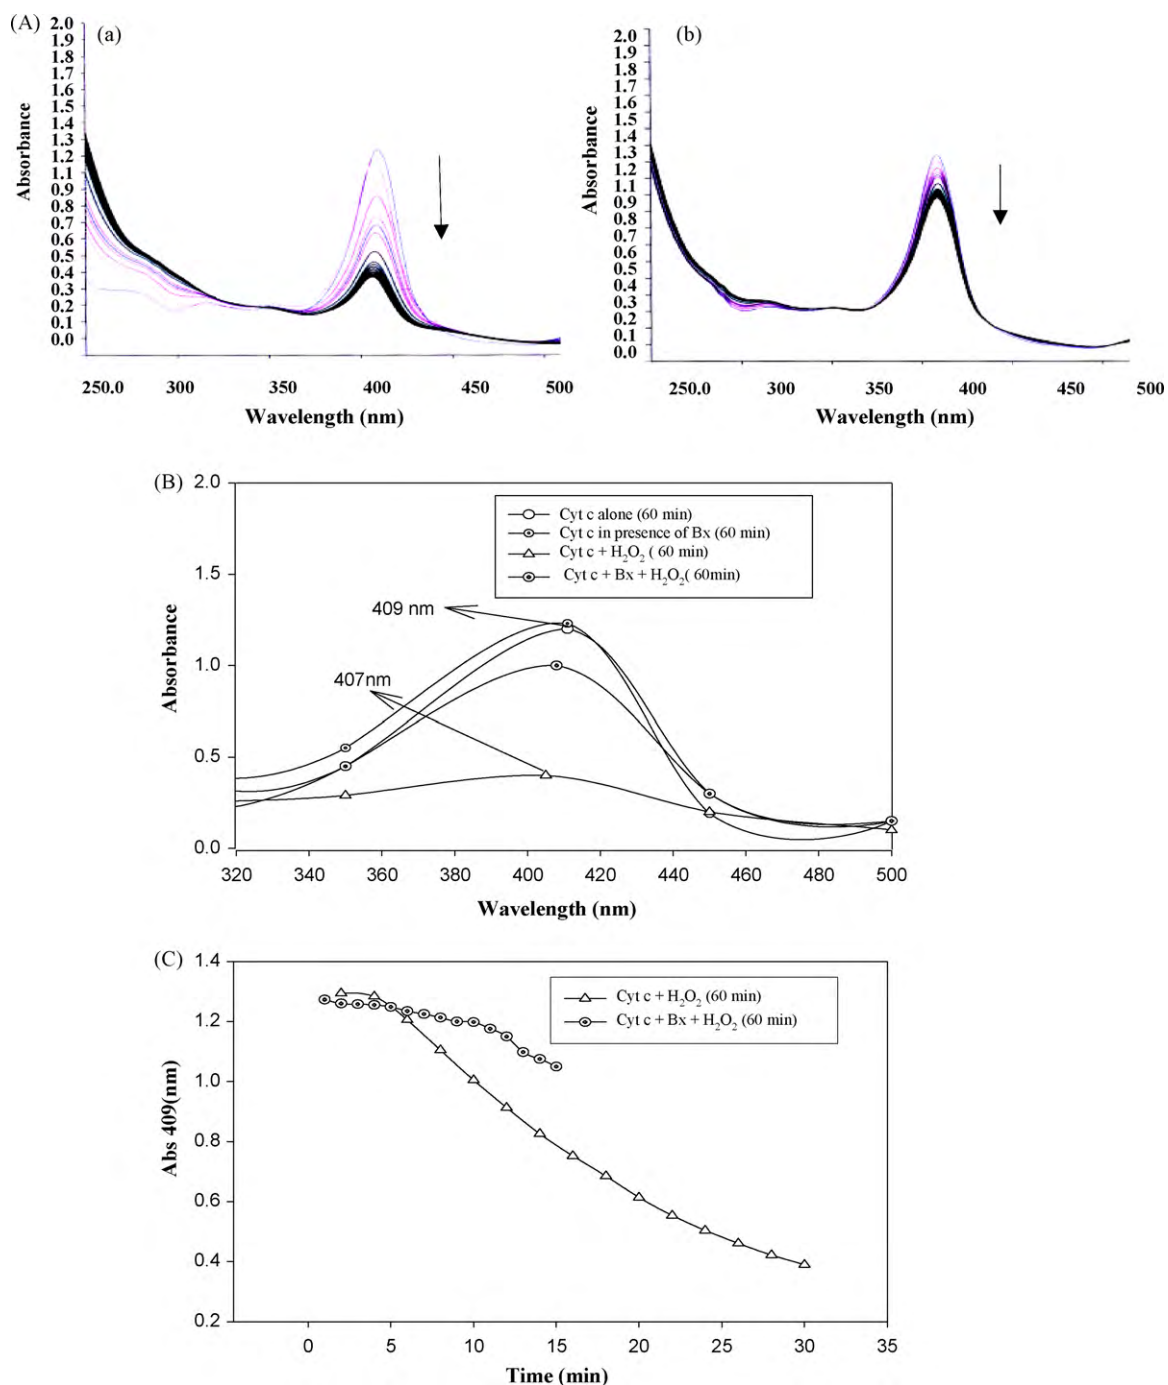 (A)
(a)
2.0
1.9
1.8
1.7
1.6
1.5
1.3
1.3
1.2
1.1
0.9
0.8
0.7
0.6
0.5
0.4
0.3
0.2
0.1
0.0
Absorbance
250.0 300 350 400 450 500
Wavelength (nm)
(b)
2.0
1.9
1.8
1.7
1.6
1.5
1.3
1.3
1.2
1.1
1.0
0.9
0.8
0.7
0.6
0.5
0.4
0.3
0.2
0.1
0.0
Absorbance
250.0 300 350 400 450 500
Wavelength (nm)
(B)
2.0
1.5
1.0
0.5
0.0
Absorbance
Cyt c alone (60 min)
Cyt c in presence of Bx (60 min)
Cyt c + H₂O₂ ( 60 min)
Cyt c + Bx + H₂O₂( 60min)
409 nm
407nm
320 340 360 380 400 420 440 460 480 500
Wavelength (nm)
(C)
1.4
1.2
1.0
0.8
0.6
0.4
0.2
Abs 409(nm)
Cyt c + H₂O₂ (60 min)
Cyt c + Bx + H₂O₂ (60 min)
0 5 10 15 20 25 30 35
Time (min)